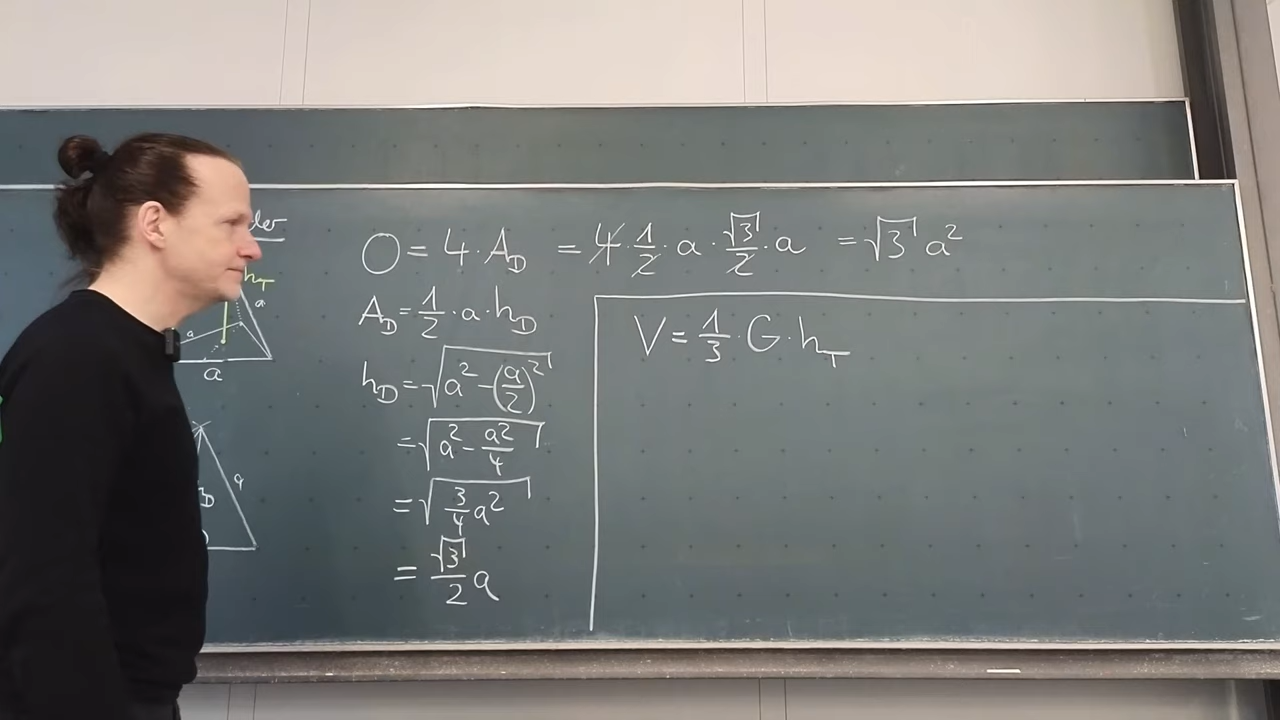 h_T
a
a
a
a
O = 4 · A_D = 4 · 1/2 · a · √3/2 · a = √3 a²
A_D = 1/2 · a · h_D
h_D = √(a² - (a/2)²)
= √(a² - a²/4)
= √(3/4 a²)
= √3/2 a
V = 1/3 · G · h_T